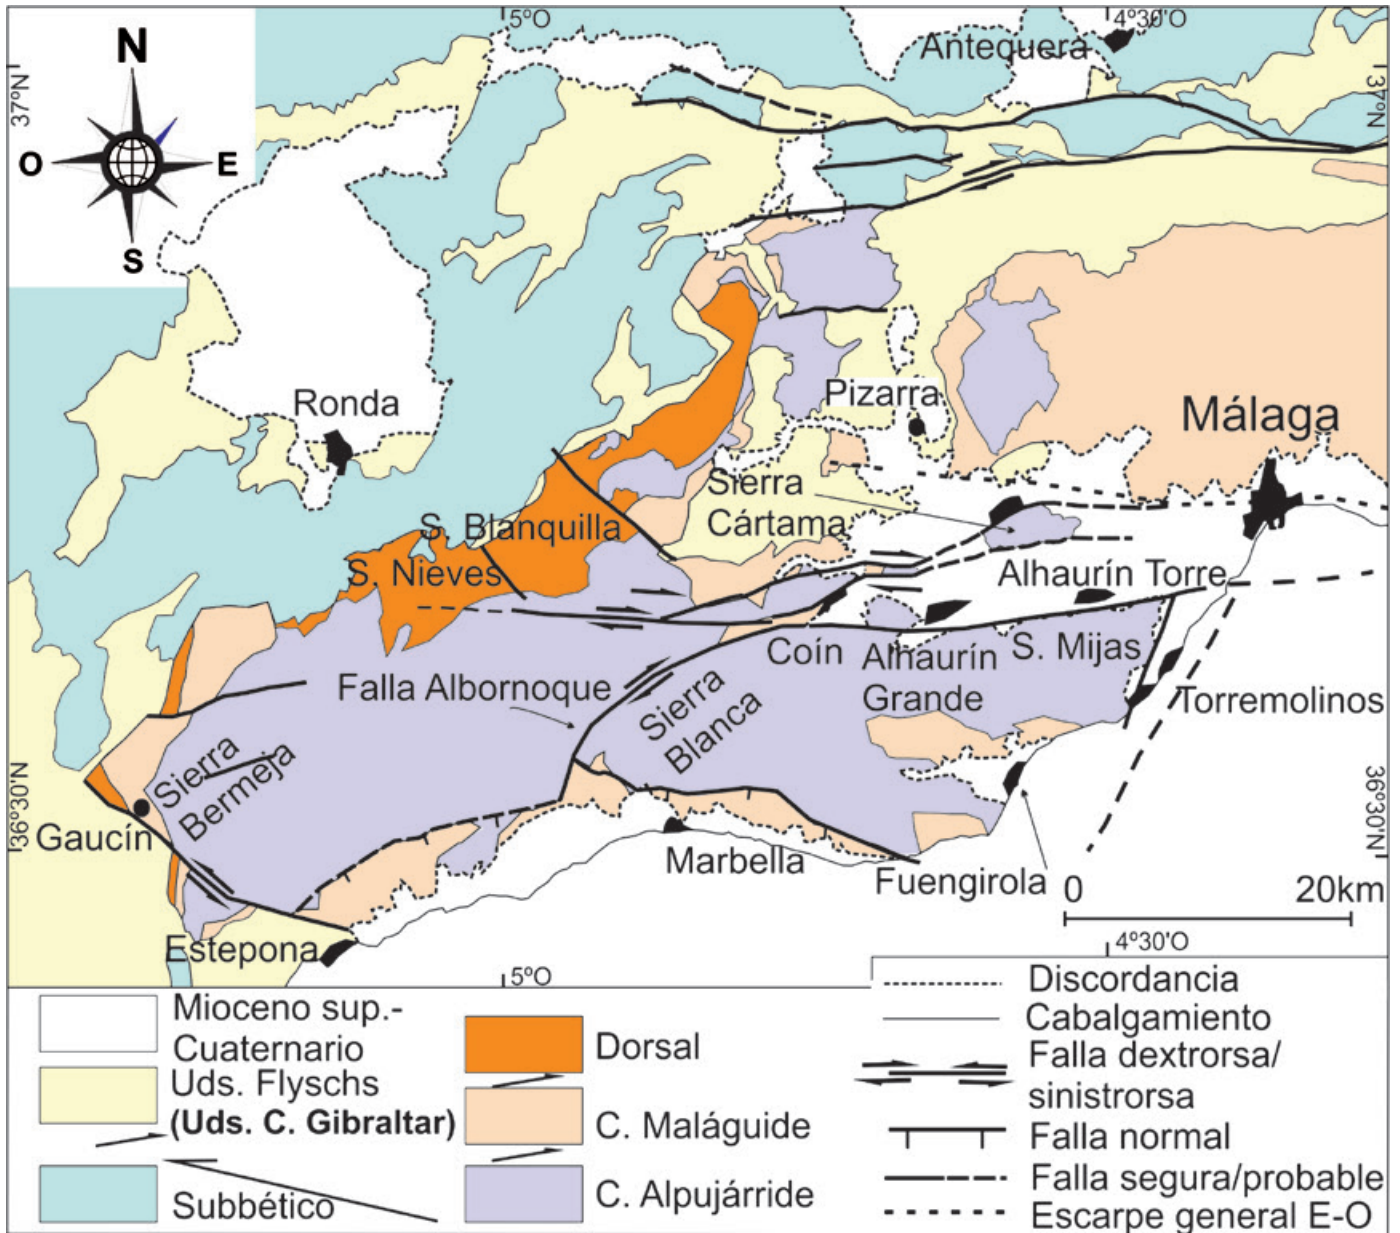 5ºO
4º30'O
N
Antequera
37ºN
37ºN
O
E
S
Ronda
Pizarra
Málaga
Sierra
Cártama
S. Blanquilla
S. Nieves
Alhaurín Torre
Coín
Alhaurín
Grande
S. Mijas
Falla Albornoque
Sierra
Blanca
Torremolinos
Sierra
Bermeja
36º30'N
36º30'N
Gaucín
Marbella
Fuengirola
0
20km
Estepona
5ºO
4º30'O
Mioceno sup.-
Cuaternario
Uds. Flyschs
(Uds. C. Gibraltar)
Subbético
Dorsal
C. Maláguide
C. Alpujárride
Discordancia
Cabalgamiento
Falla dextrorsa/
sinistrorsa
Falla normal
Falla segura/probable
Escarpe general E-O